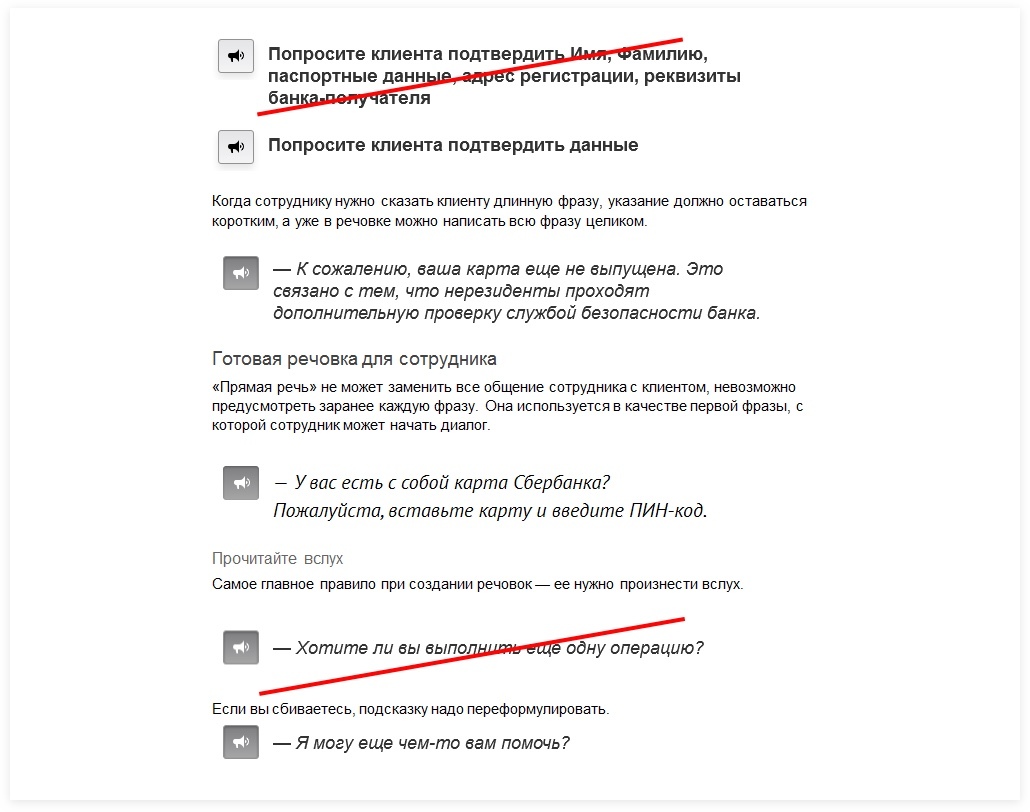 Попросите клиента подтвердить Имя, Фамилию,
паспортные данные, адрес регистрации, реквизиты
банка-получателя
Попросите клиента подтвердить данные
Когда сотруднику нужно сказать клиенту длинную фразу, указание должно оставаться
коротким, а уже в речовке можно написать всю фразу целиком.
— К сожалению, ваша карта еще не выпущена. Это
связано с тем, что нерезиденты проходят
дополнительную проверку службой безопасности банка.
Готовая речовка для сотрудника
«Прямая речь» не может заменить все общение сотрудника с клиентом, невозможно
предусмотреть заранее каждую фразу. Она используется в качестве первой фразы, с
которой сотрудник может начать диалог.
— У вас есть с собой карта Сбербанка?
Пожалуйста, вставьте карту и введите ПИН-код.
Прочитайте вслух
Самое главное правило при создании речовок — ее нужно произнести вслух.
— Хотите ли вы выполнить еще одну операцию?
Если вы сбиваетесь, подсказку надо переформулировать.
— Я могу еще чем-то вам помочь?